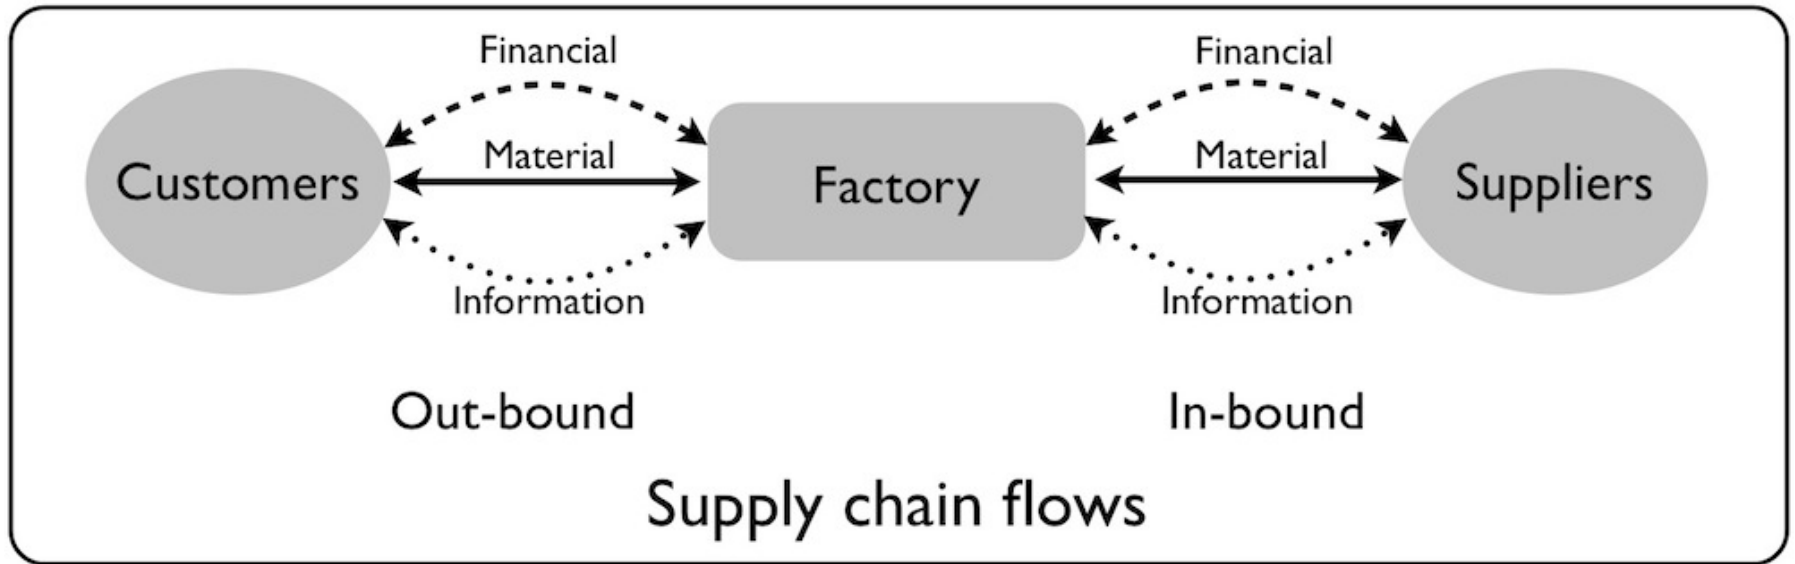 Financial
Financial
Material
Material
Customers
Factory
Suppliers
Information
Information
Out-bound
In-bound
Supply chain flows